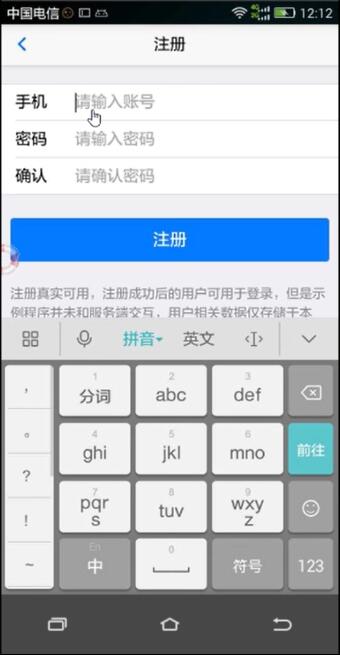 中国电信 12:12
注册
手机 请输入账号
密码 请输入密码
确认 请确认密码
注册
注册真实可用，注册成功后的用户可用于登录，但是示
例程序并未和服务端交互，用户相关数据仅存储于本
拼音 英文
, 1 分词 2 abc 3 def
。 4 ghi 5 jkl 6 mno 前往
? 7 pqrs 8 tuv 9 wxyz
!
~ En 中 0 符号 123